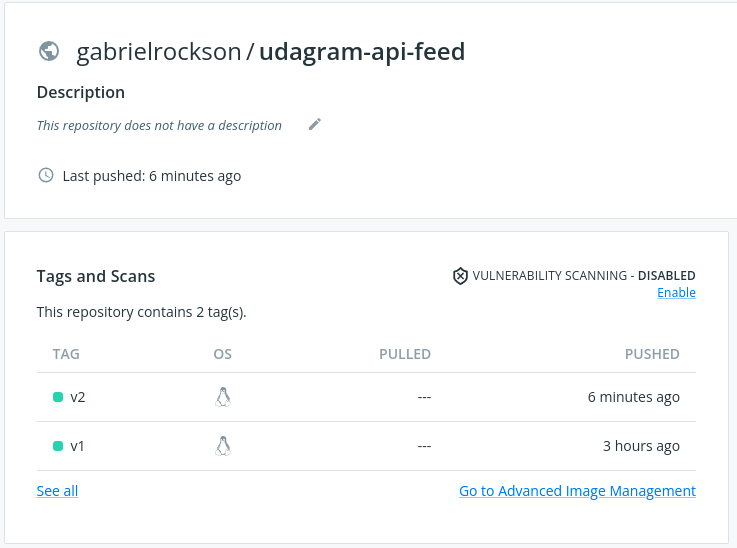 gabrielrockson / udagram-api-feed
Description
This repository does not have a description
Last pushed: 6 minutes ago
Tags and Scans
VULNERABILITY SCANNING - DISABLED
Enable
This repository contains 2 tag(s).
TAG OS PULLED PUSHED
v2 --- 6 minutes ago
v1 --- 3 hours ago
See all Go to Advanced Image Management